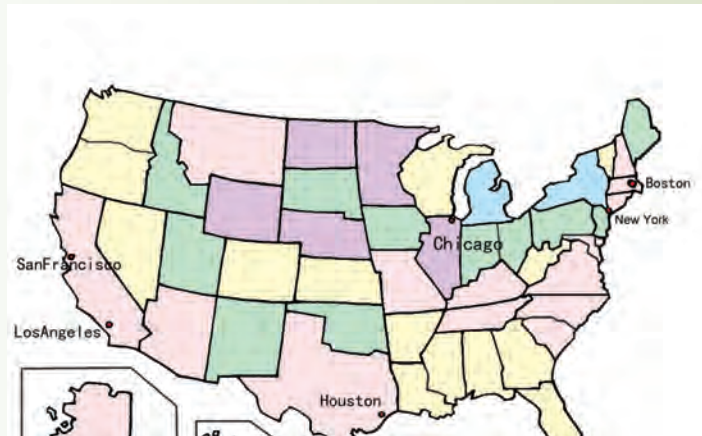 Boston
New York
Chicago
SanFrancisco
LosAngeles
Houston